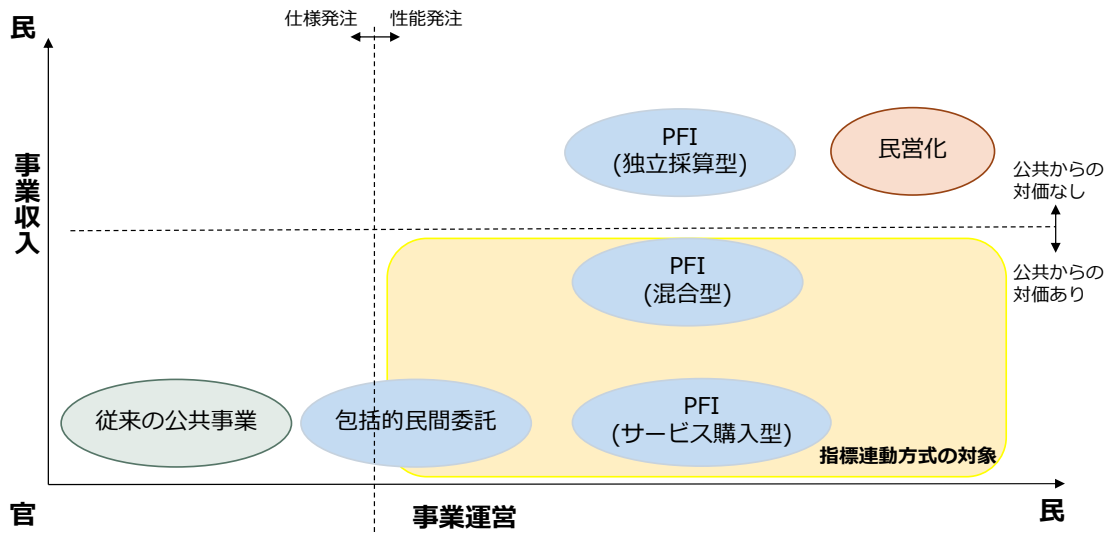 仕様発注
性能発注
民
事業収入
PFI
(独立採算型)
民営化
公共からの
対価なし
公共からの
対価あり
PFI
(混合型)
従来の公共事業
包括的民間委託
PFI
(サービス購入型)
指標連動方式の対象
官
事業運営
民